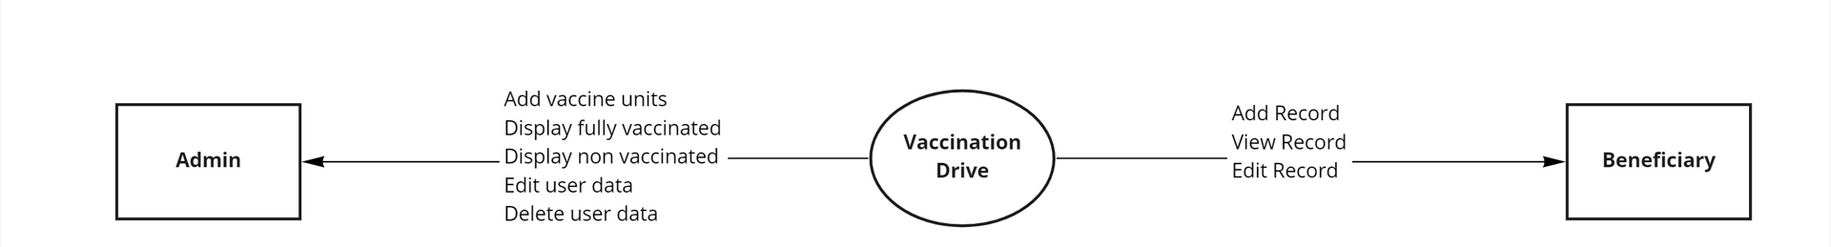 Admin
Add vaccine units
Display fully vaccinated
Display non vaccinated
Edit user data
Delete user data
Vaccination
Drive
Add Record
View Record
Edit Record
Beneficiary